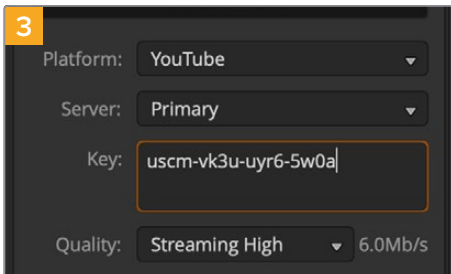 3
Platform: YouTube
Server: Primary
Key: uscm-vk3u-uyr6-5w0a
Quality: Streaming High 6.0Mb/s